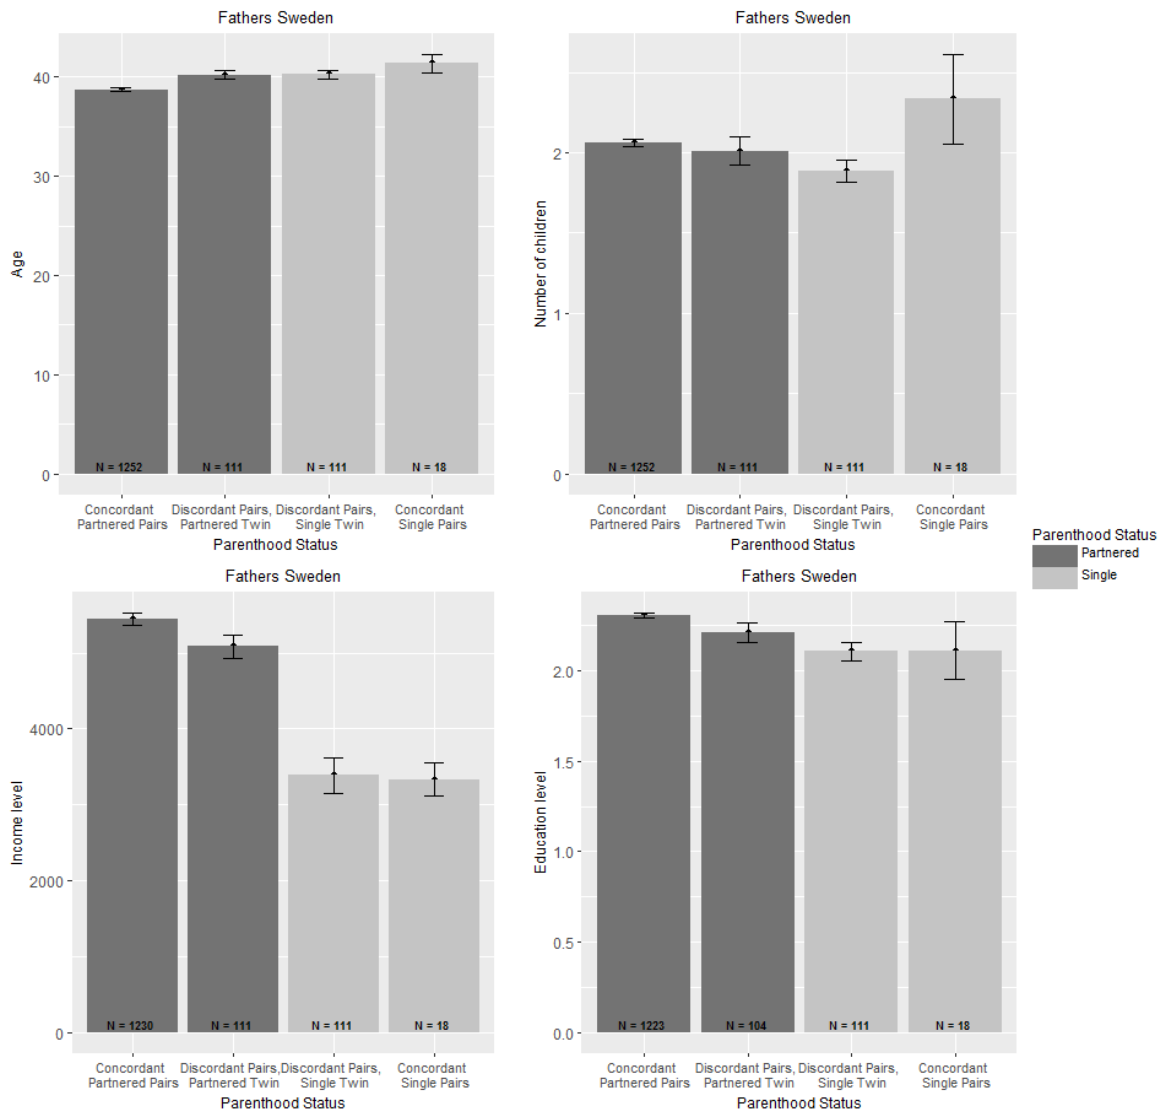 Fathers Sweden
Age
40
30
20
10
0
N = 1252
N = 111
N = 111
N = 18
Concordant
Partnered Pairs
Discordant Pairs,
Partnered Twin
Discordant Pairs,
Single Twin
Concordant
Single Pairs
Parenthood Status
Fathers Sweden
Number of children
2
1
0
N = 1252
N = 111
N = 111
N = 18
Concordant
Partnered Pairs
Discordant Pairs,
Partnered Twin
Discordant Pairs,
Single Twin
Concordant
Single Pairs
Parenthood Status
Parenthood Status
Partnered
Single
Fathers Sweden
Income level
4000
2000
0
N = 1230
N = 111
N = 111
N = 18
Concordant
Partnered Pairs
Discordant Pairs,
Partnered Twin
Discordant Pairs,
Single Twin
Concordant
Single Pairs
Parenthood Status
Fathers Sweden
Education level
2.0
1.5
1.0
0.5
0.0
N = 1223
N = 104
N = 111
N = 18
Concordant
Partnered Pairs
Discordant Pairs,
Partnered Twin
Discordant Pairs,
Single Twin
Concordant
Single Pairs
Parenthood Status